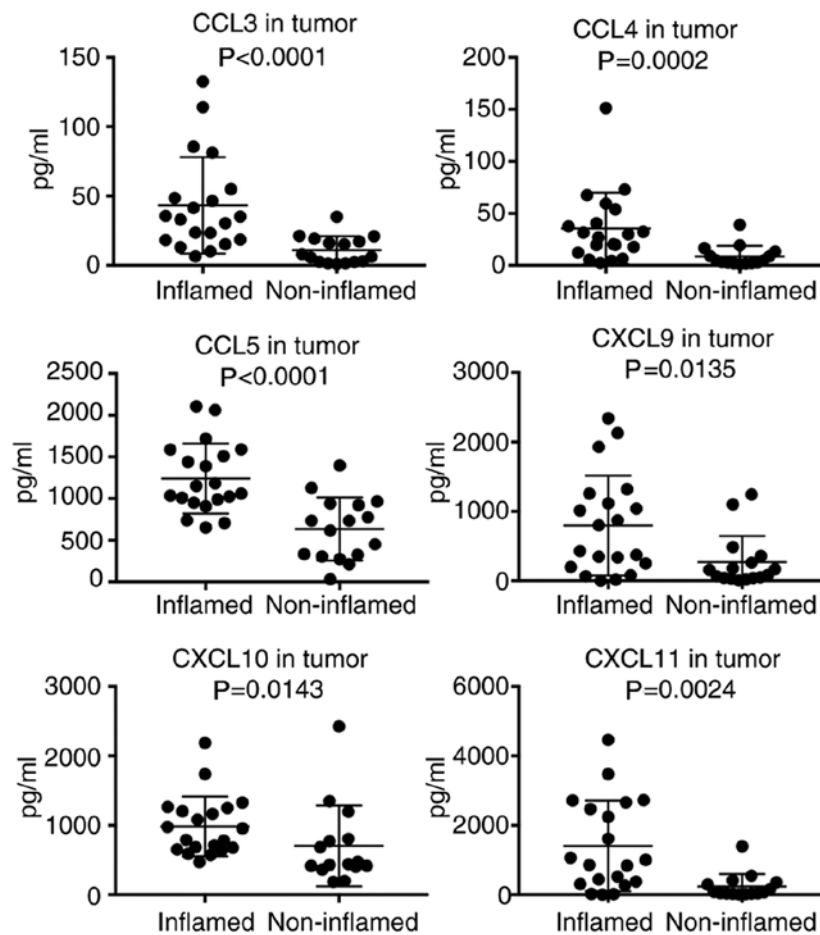 CCL3 in tumor
P<0.0001
150
100
50
0
pg/ml
Inflamed Non-inflamed
CCL4 in tumor
P=0.0002
200
150
100
50
0
pg/ml
Inflamed Non-inflamed
CCL5 in tumor
P<0.0001
2500
2000
1500
1000
500
0
pg/ml
Inflamed Non-inflamed
CXCL9 in tumor
P=0.0135
3000
2000
1000
0
pg/ml
Inflamed Non-inflamed
CXCL10 in tumor
P=0.0143
3000
2000
1000
0
pg/ml
Inflamed Non-inflamed
CXCL11 in tumor
P=0.0024
6000
4000
2000
0
pg/ml
Inflamed Non-inflamed